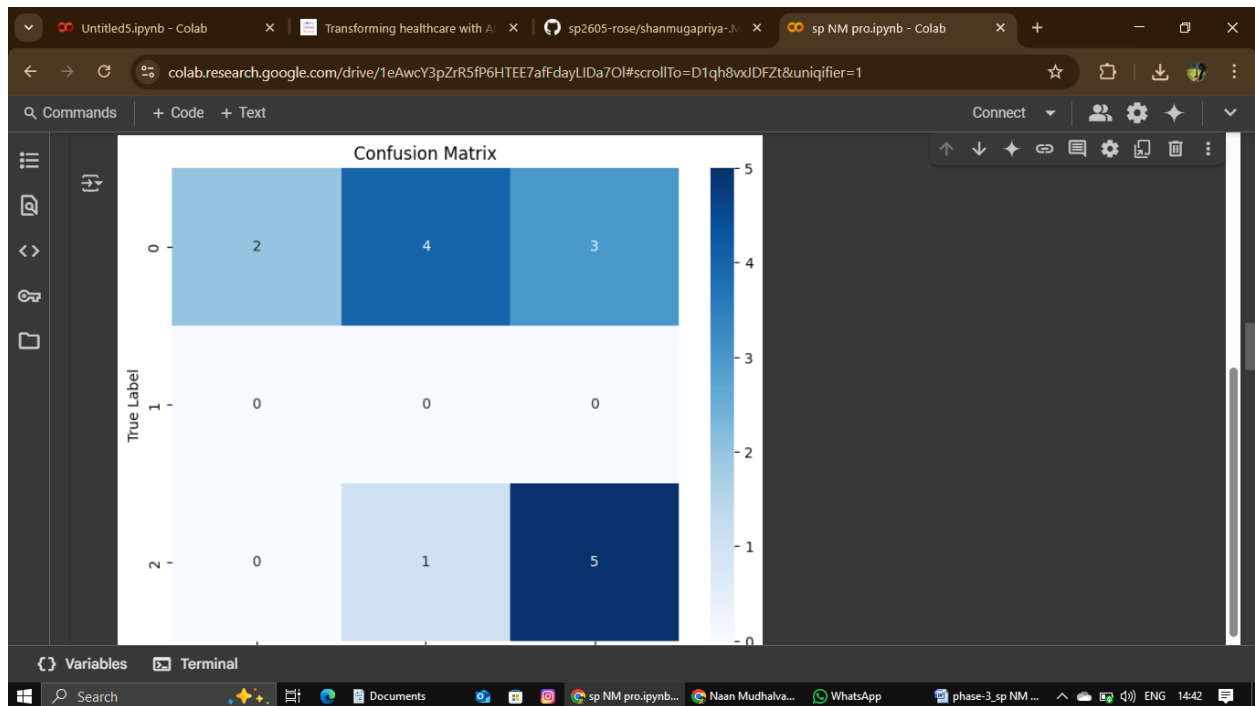 Untitled5.ipynb - Colab
Transforming healthcare with A
sp2605-rose/shanmugapriya-.M
sp NM pro.ipynb - Colab
colab.research.google.com/drive/1eAwcY3pZrR5fP6HTEE7afFdayLIDa7Ol#scrollTo=D1qh8vxJDFZt&uniqifier=1
Commands + Code + Text Connect
Confusion Matrix
True Label
0 2 4 3
1 0 0 0
2 0 1 5
5
4
3
2
1
0
Variables Terminal
Search Documents sp NM pro.ipynb... Naan Mudhalva... WhatsApp phase-3_sp NM ... ENG 14:42